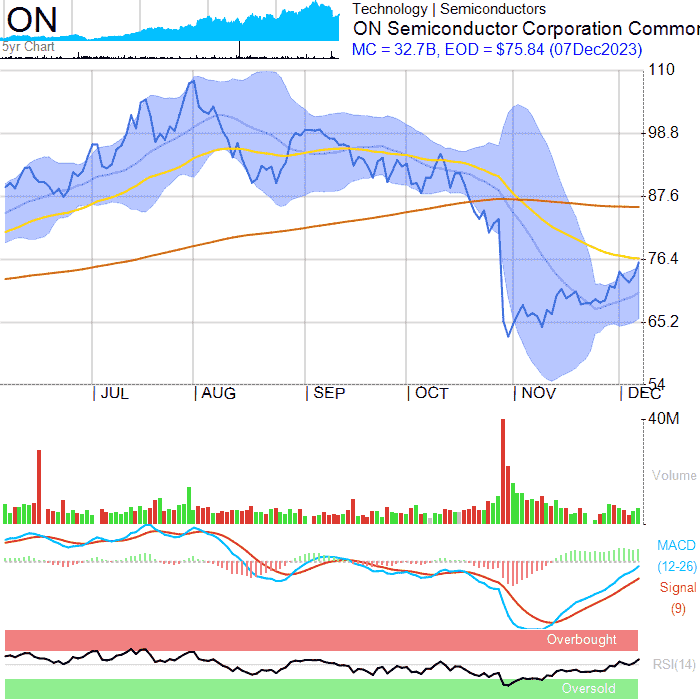 ON
5yr Chart
Technology | Semiconductors
ON Semiconductor Corporation Common
MC = 32.7B, EOD = $75.84 (07Dec2023)
110
98.8
87.6
76.4
65.2
54
JUL
AUG
SEP
OCT
NOV
DEC
40M
Volume
MACD
(12-26)
Signal
(9)
Overbought
RSI(14)
Oversold